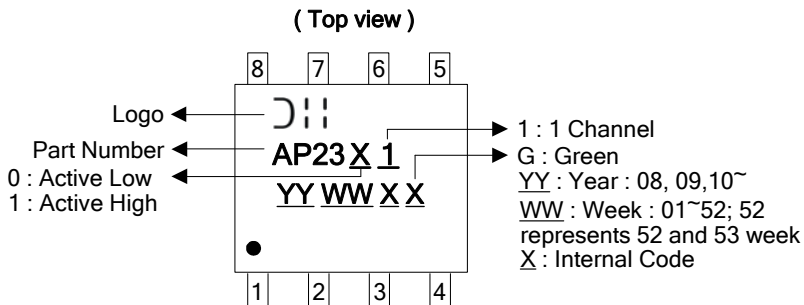 ( Top view )
8 7 6 5
Logo
Part Number
0 : Active Low
1 : Active High
AP23 X 1
YY WW X X
1 : 1 Channel
G : Green
YY : Year : 08, 09,10~
WW : Week : 01~52; 52
represents 52 and 53 week
X : Internal Code
1 2 3 4